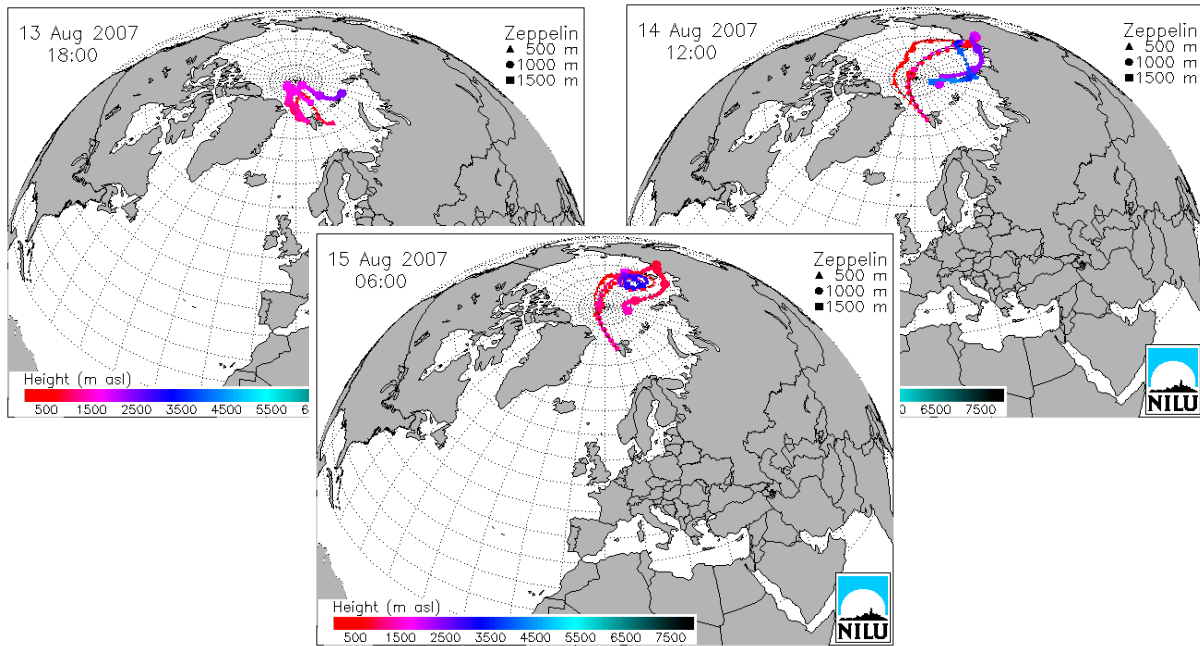 13 Aug 2007
18:00
Zeppelin
▲ 500 m
● 1000 m
■ 1500 m
Height (m asl)
500 1500 2500 3500 4500 5500 6
14 Aug 2007
12:00
Zeppelin
▲ 500 m
● 1000 m
■ 1500 m
0 6500 7500
NILU
15 Aug 2007
06:00
Zeppelin
▲ 500 m
● 1000 m
■ 1500 m
Height (m asl)
500 1500 2500 3500 4500 5500 6500 7500
NILU